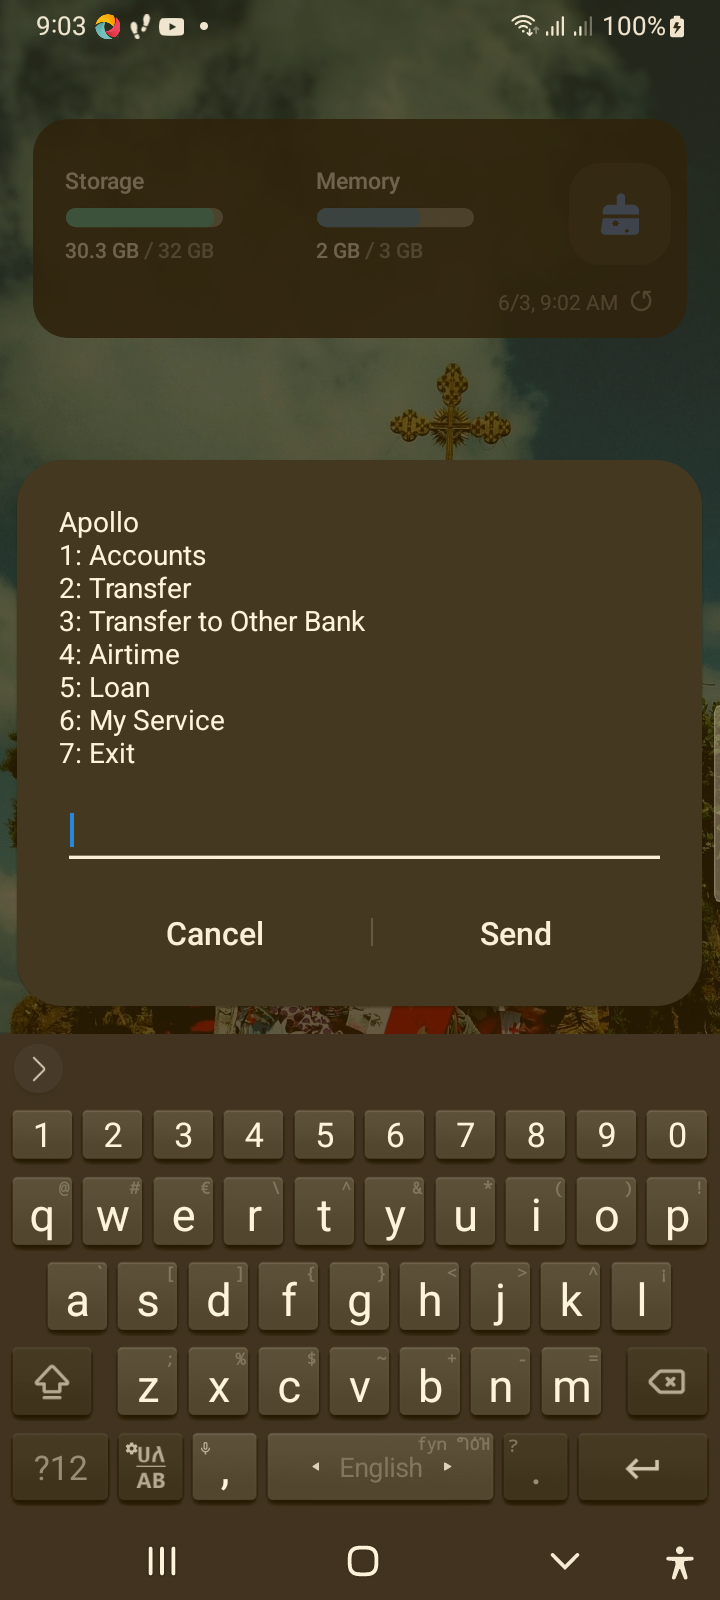 9:03 100%
Storage Memory
30.3 GB / 32 GB 2 GB / 3 GB
6/3, 9:02 AM
Apollo
1: Accounts
2: Transfer
3: Transfer to Other Bank
4: Airtime
5: Loan
6: My Service
7: Exit
Cancel Send
1 2 3 4 5 6 7 8 9 0
@ # € \ ^ & * ( ) !
q w e r t y u i o p
` [ ] { } < > ^ ¡
a s d f g h j k l
; % $ ~ + - =
z x c v b n m
?12 AB , English ? .